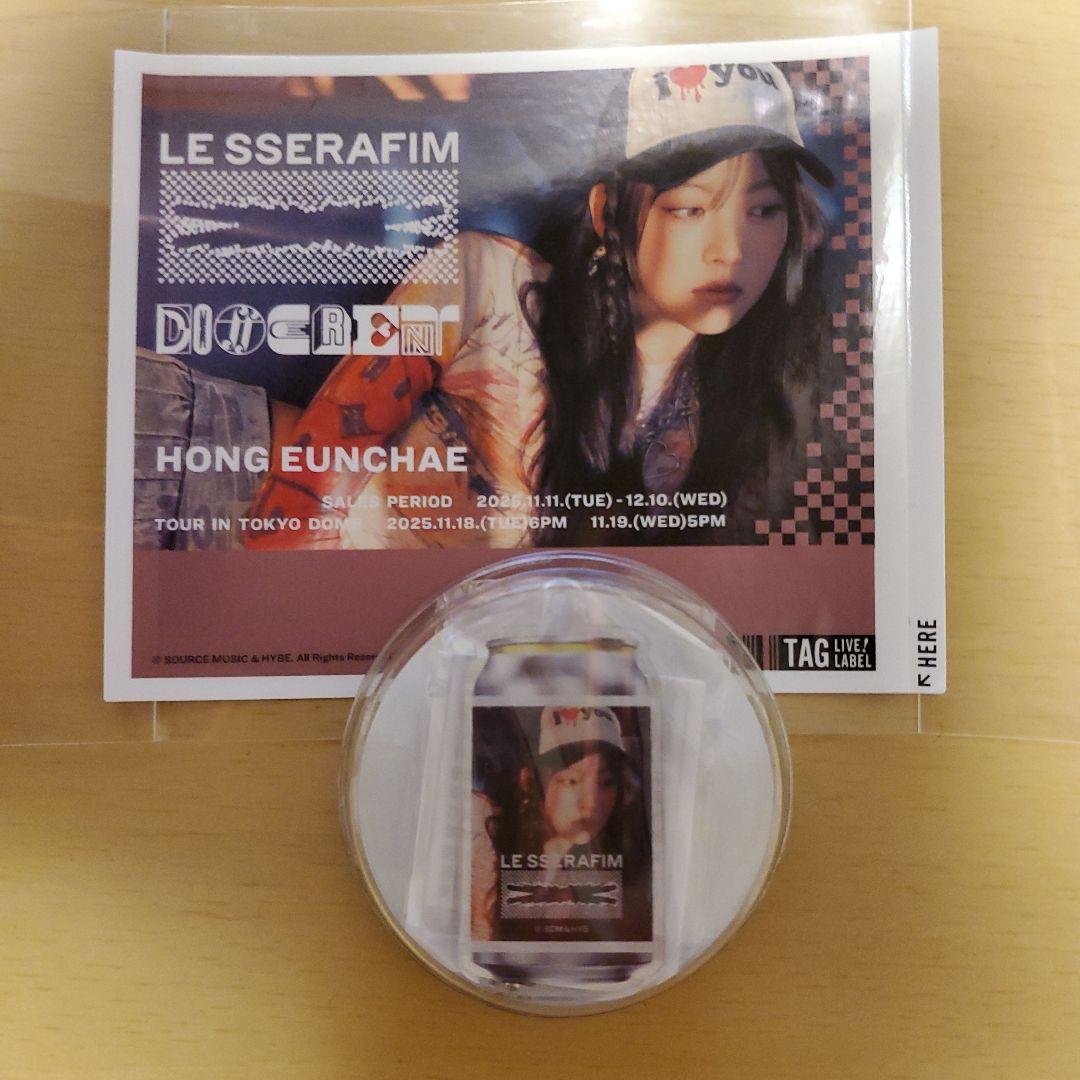 i ♥ you
LE SSERAFIM
DIFFERENT
HONG EUNCHAE
SALES PERIOD 2025.11.11.(TUE) - 12.10.(WED)
TOUR IN TOKYO DOME 2025.11.18.(TUE)6PM 11.19.(WED)5PM
© SOURCE MUSIC & HYBE. All Rights Reser
TAG LIVE! LABEL
↖ HERE
i ♥ you
LE SSERAFIM